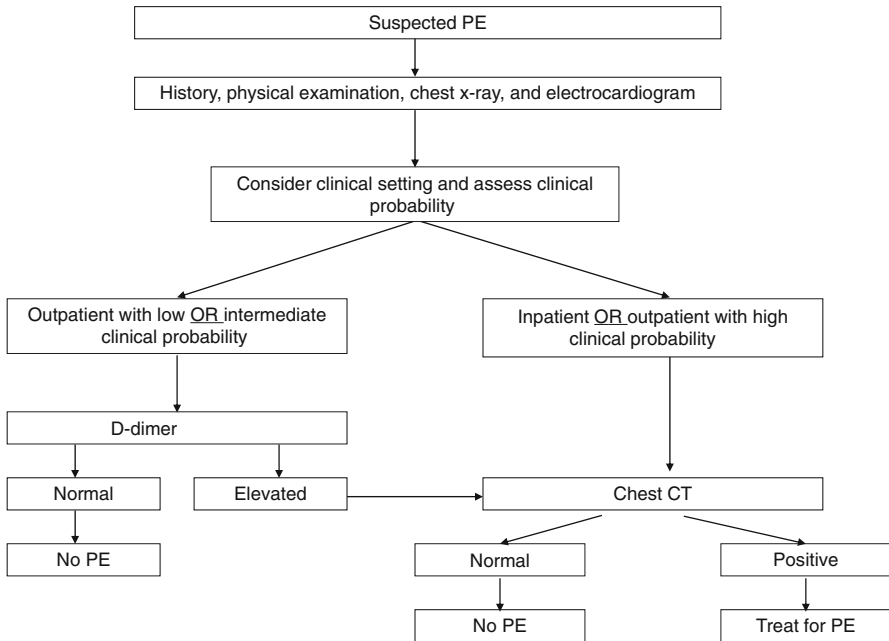 Suspected PE
History, physical examination, chest x-ray, and electrocardiogram
Consider clinical setting and assess clinical
probability
Outpatient with low OR intermediate
clinical probability
Inpatient OR outpatient with high
clinical probability
D-dimer
Normal
Elevated
Chest CT
No PE
Normal
Positive
No PE
Treat for PE